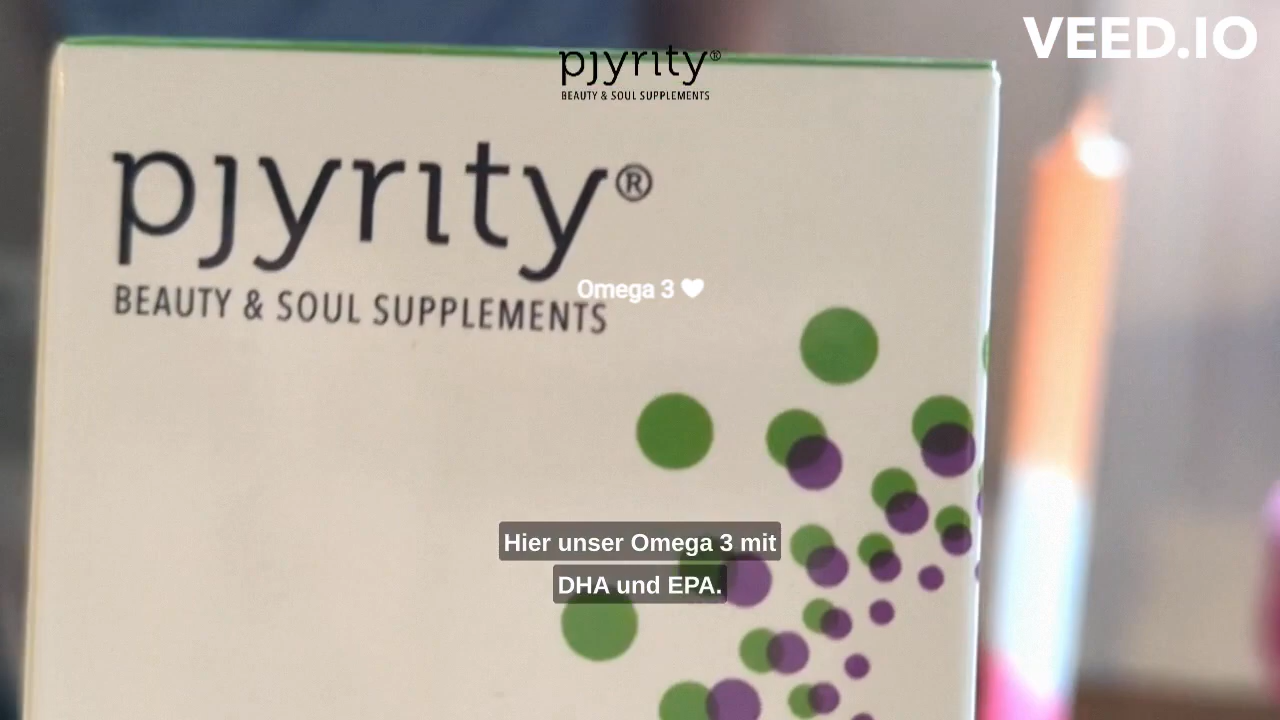 VEED.IO
pjyrity®
BEAUTY & SOUL SUPPLEMENTS
pjyrity®
BEAUTY & SOUL SUPPLEMENTS
Omega 3 🤍
Hier unser Omega 3 mit
DHA und EPA.